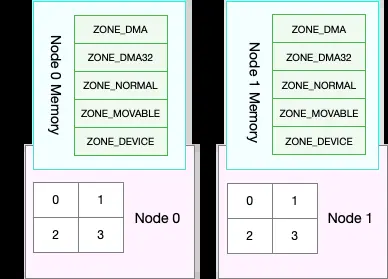 Node 0 Memory
ZONE_DMA
ZONE_DMA32
ZONE_NORMAL
ZONE_MOVABLE
ZONE_DEVICE
0 1
2 3
Node 0
Node 1 Memory
ZONE_DMA
ZONE_DMA32
ZONE_NORMAL
ZONE_MOVABLE
ZONE_DEVICE
0 1
2 3
Node 1